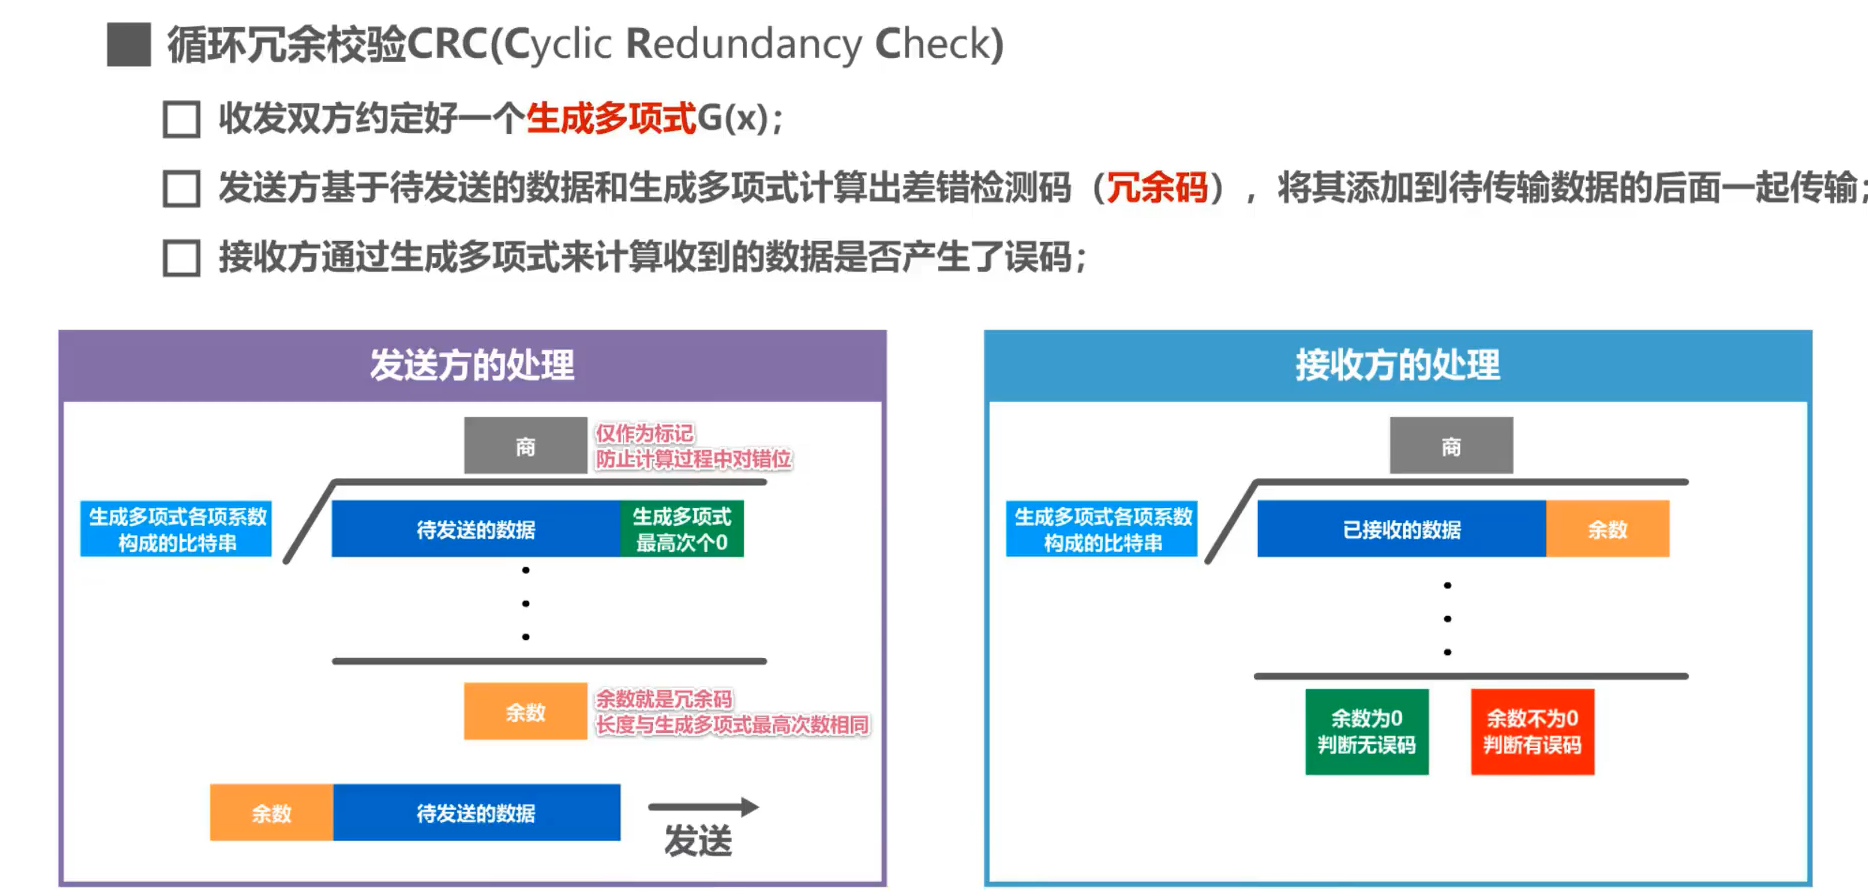 循环冗余校验CRC(Cyclic Redundancy Check)
收发双方约定好一个生成多项式G(x)；
发送方基于待发送的数据和生成多项式计算出差错检测码（冗余码），将其添加到待传输数据的后面一起传输；
接收方通过生成多项式来计算收到的数据是否产生了误码；
发送方的处理
商
仅作为标记
防止计算过程中对错位
生成多项式各项系数
构成的比特串
待发送的数据
生成多项式
最高次个0
余数
余数就是冗余码
长度与生成多项式最高次数相同
余数
待发送的数据
发送
接收方的处理
商
生成多项式各项系数
构成的比特串
已接收的数据
余数
余数为0
判断无误码
余数不为0
判断有误码